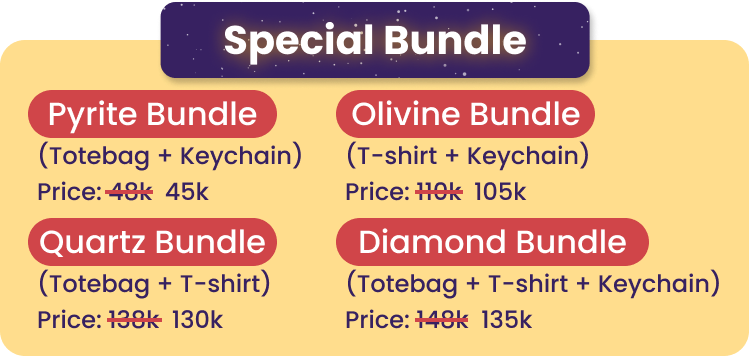 Special Bundle
Pyrite Bundle
(Totebag + Keychain)
Price: 48k 45k
Olivine Bundle
(T-shirt + Keychain)
Price: 110k 105k
Quartz Bundle
(Totebag + T-shirt)
Price: 138k 130k
Diamond Bundle
(Totebag + T-shirt + Keychain)
Price: 148k 135k